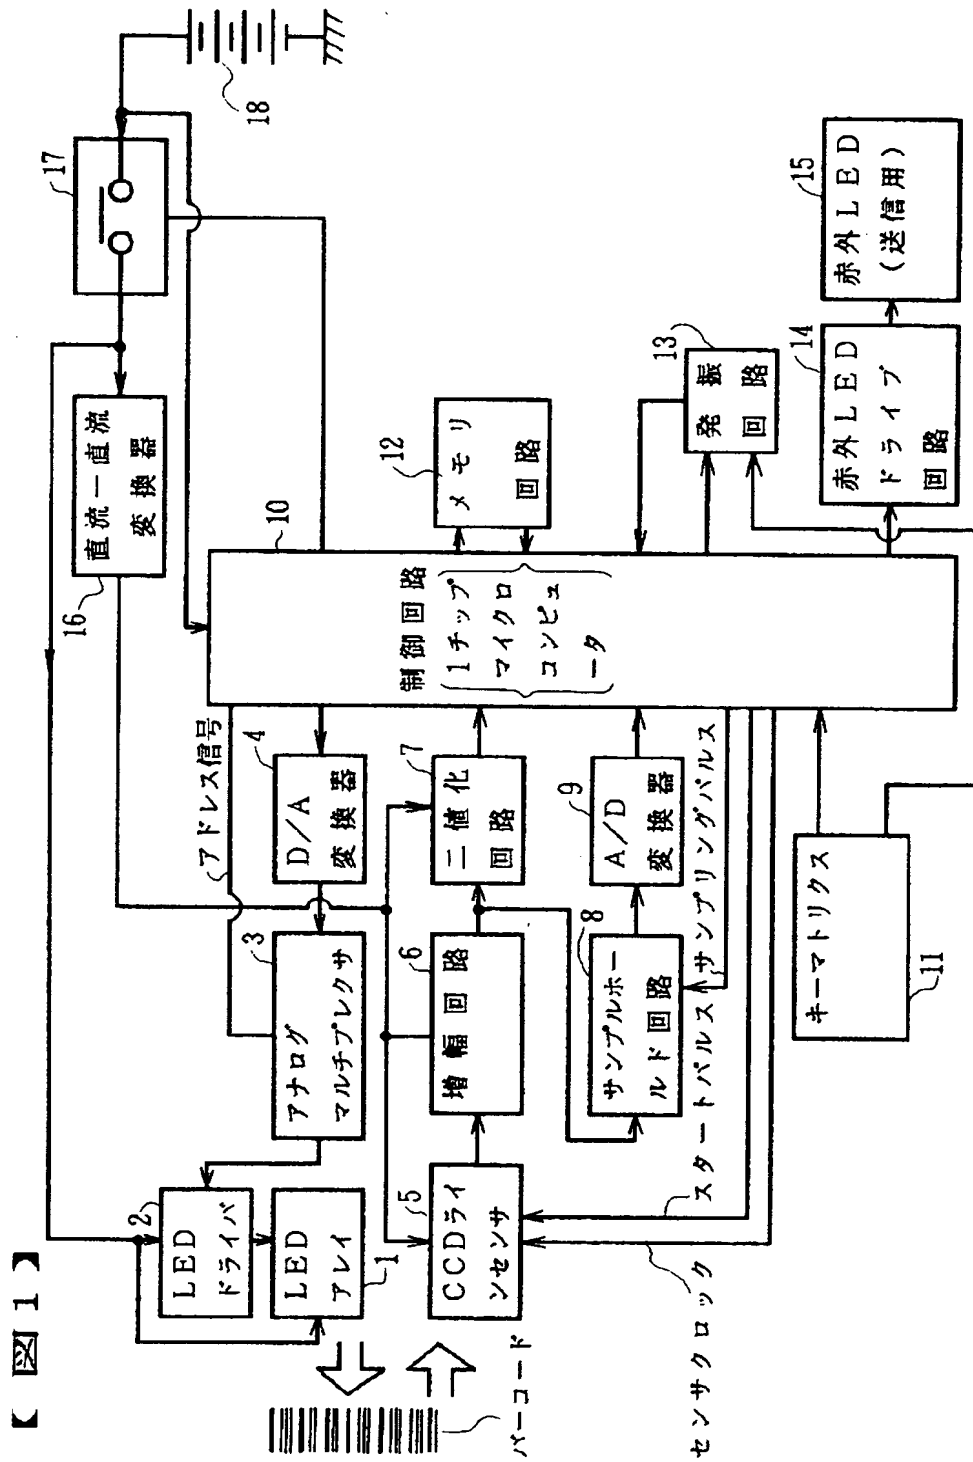 【図1】
バーコード
LED
アレイ
1
LED
ドライバ
2
アナログ
マルチプレクサ
3
D/A
変換器
4
アドレス信号
CCDライ
ンセンサ
5
増幅回路
6
二値化
回路
7
サンプルホー
ルド回路
8
A/D
変換器
9
サンプリングパルス
スタートパルス
センサクロック
制御回路
1チップ
マイクロ
コンピュ
ータ
10
キーマトリクス
11
メモリ
回路
12
発振
回路
13
赤外LED
ドライブ
回路
14
赤外LED
(送信用)
15
直流ー直流
変換器
16
17
18